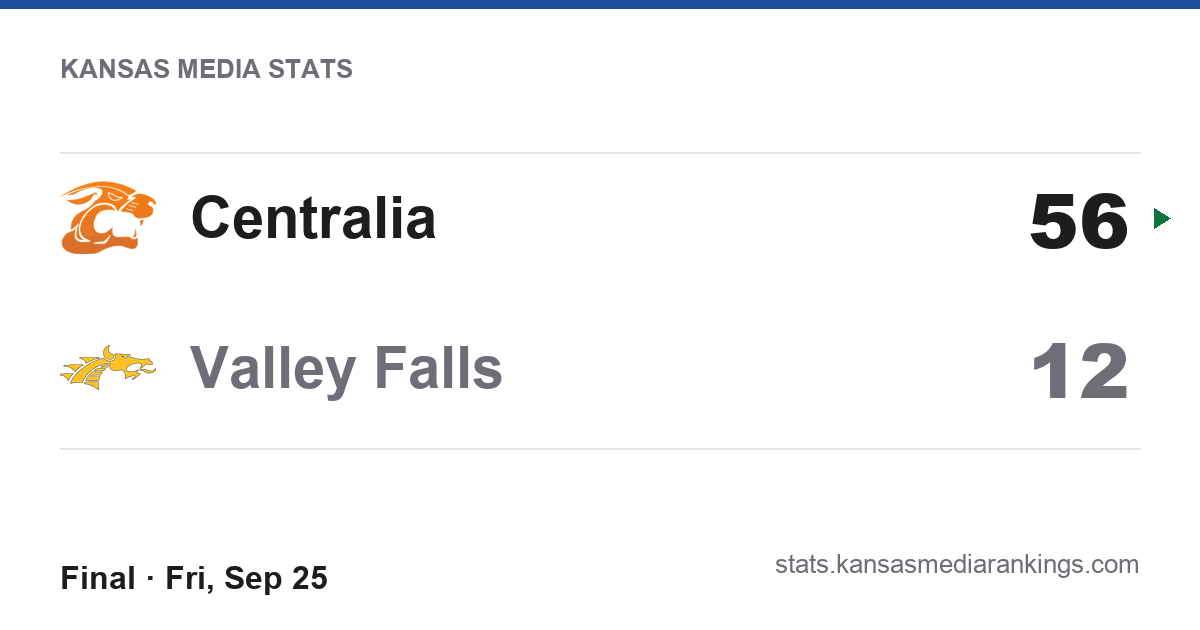 KANSAS MEDIA STATS
Centralia 56
Valley Falls 12
Final · Fri, Sep 25
stats.kansasmediarankings.com